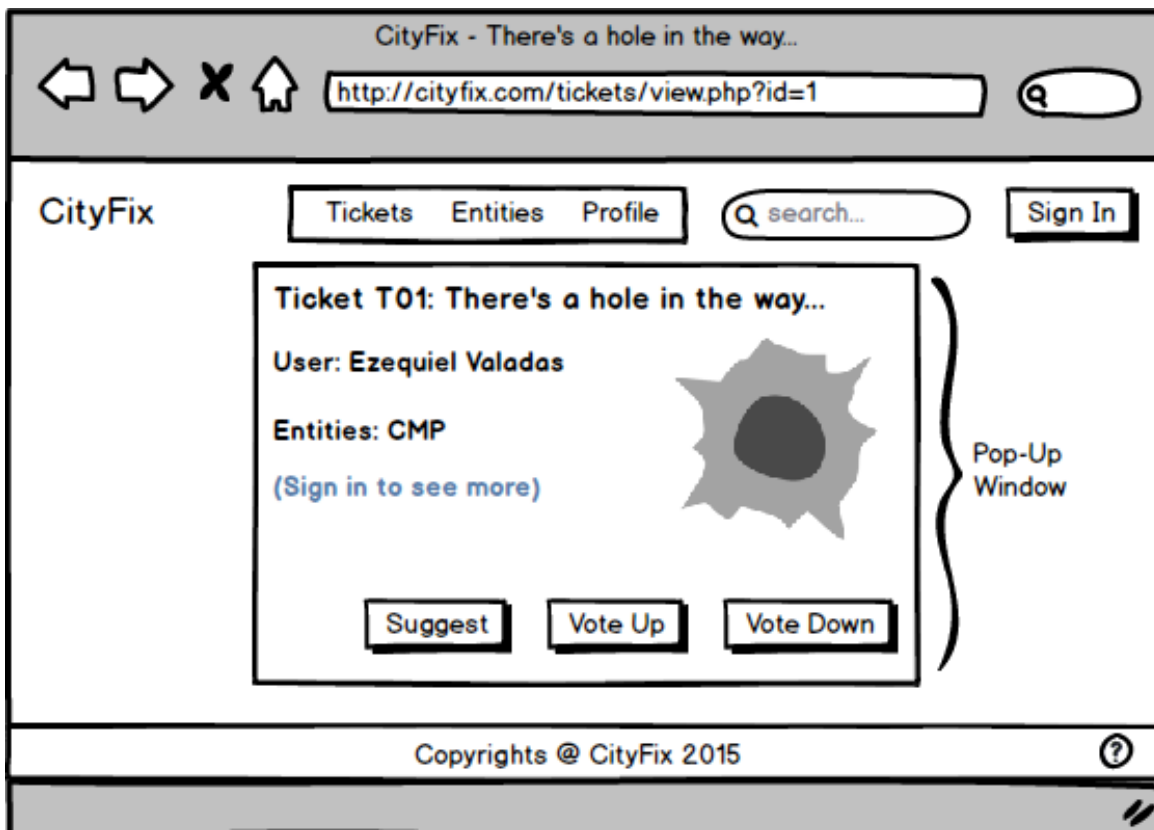 CityFix - There's a hole in the way...
http://cityfix.com/tickets/view.php?id=1
CityFix
Tickets Entities Profile
search...
Sign In
Ticket T01: There's a hole in the way...
User: Ezequiel Valadas
Entities: CMP
(Sign in to see more)
Pop-Up
Window
Suggest
Vote Up
Vote Down
Copyrights @ CityFix 2015
?